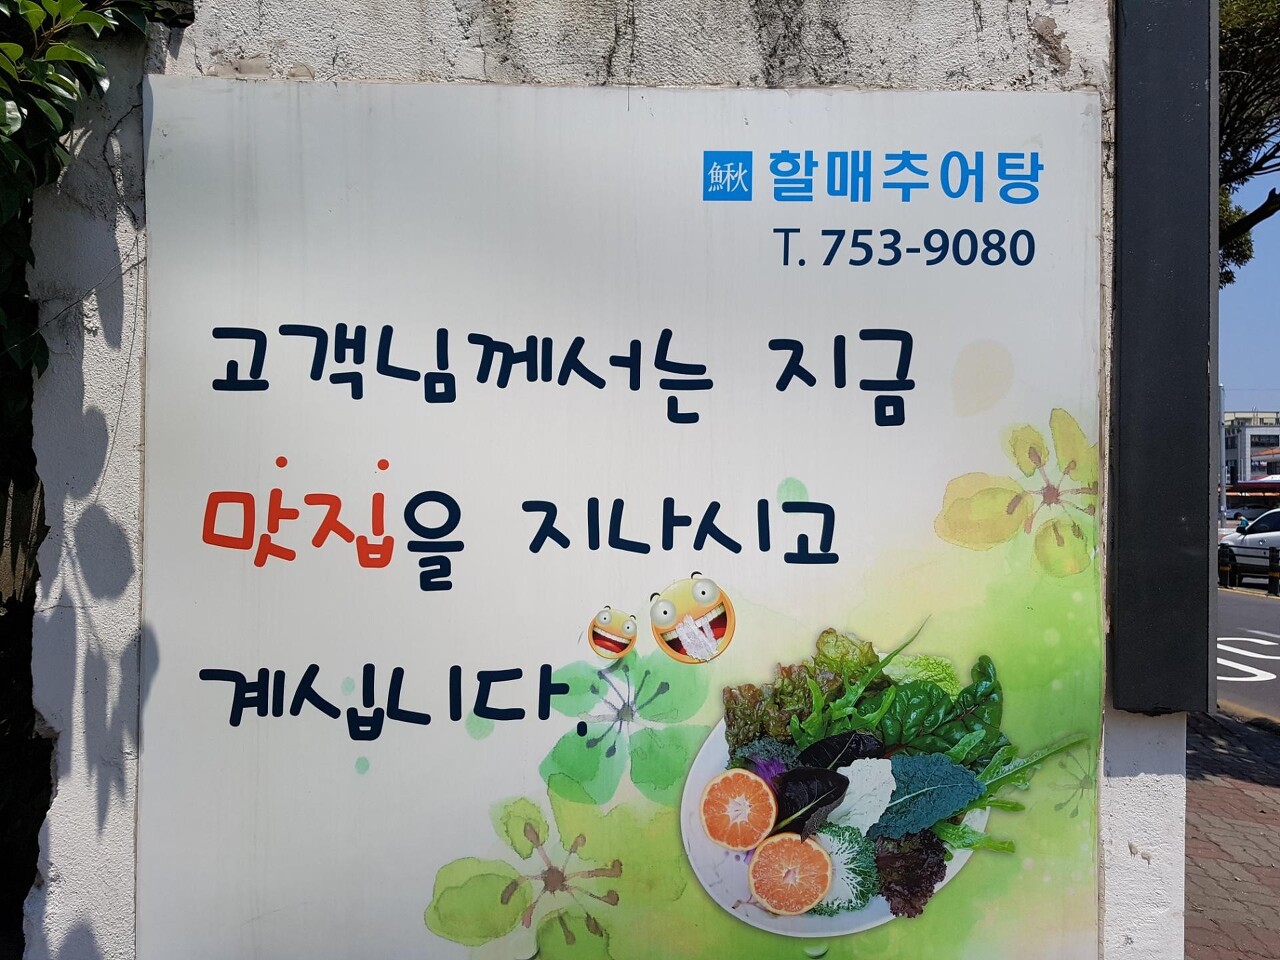 鰍 할매추어탕
T. 753-9080
고객님께서는 지금
맛집을 지나시고
계십니다.